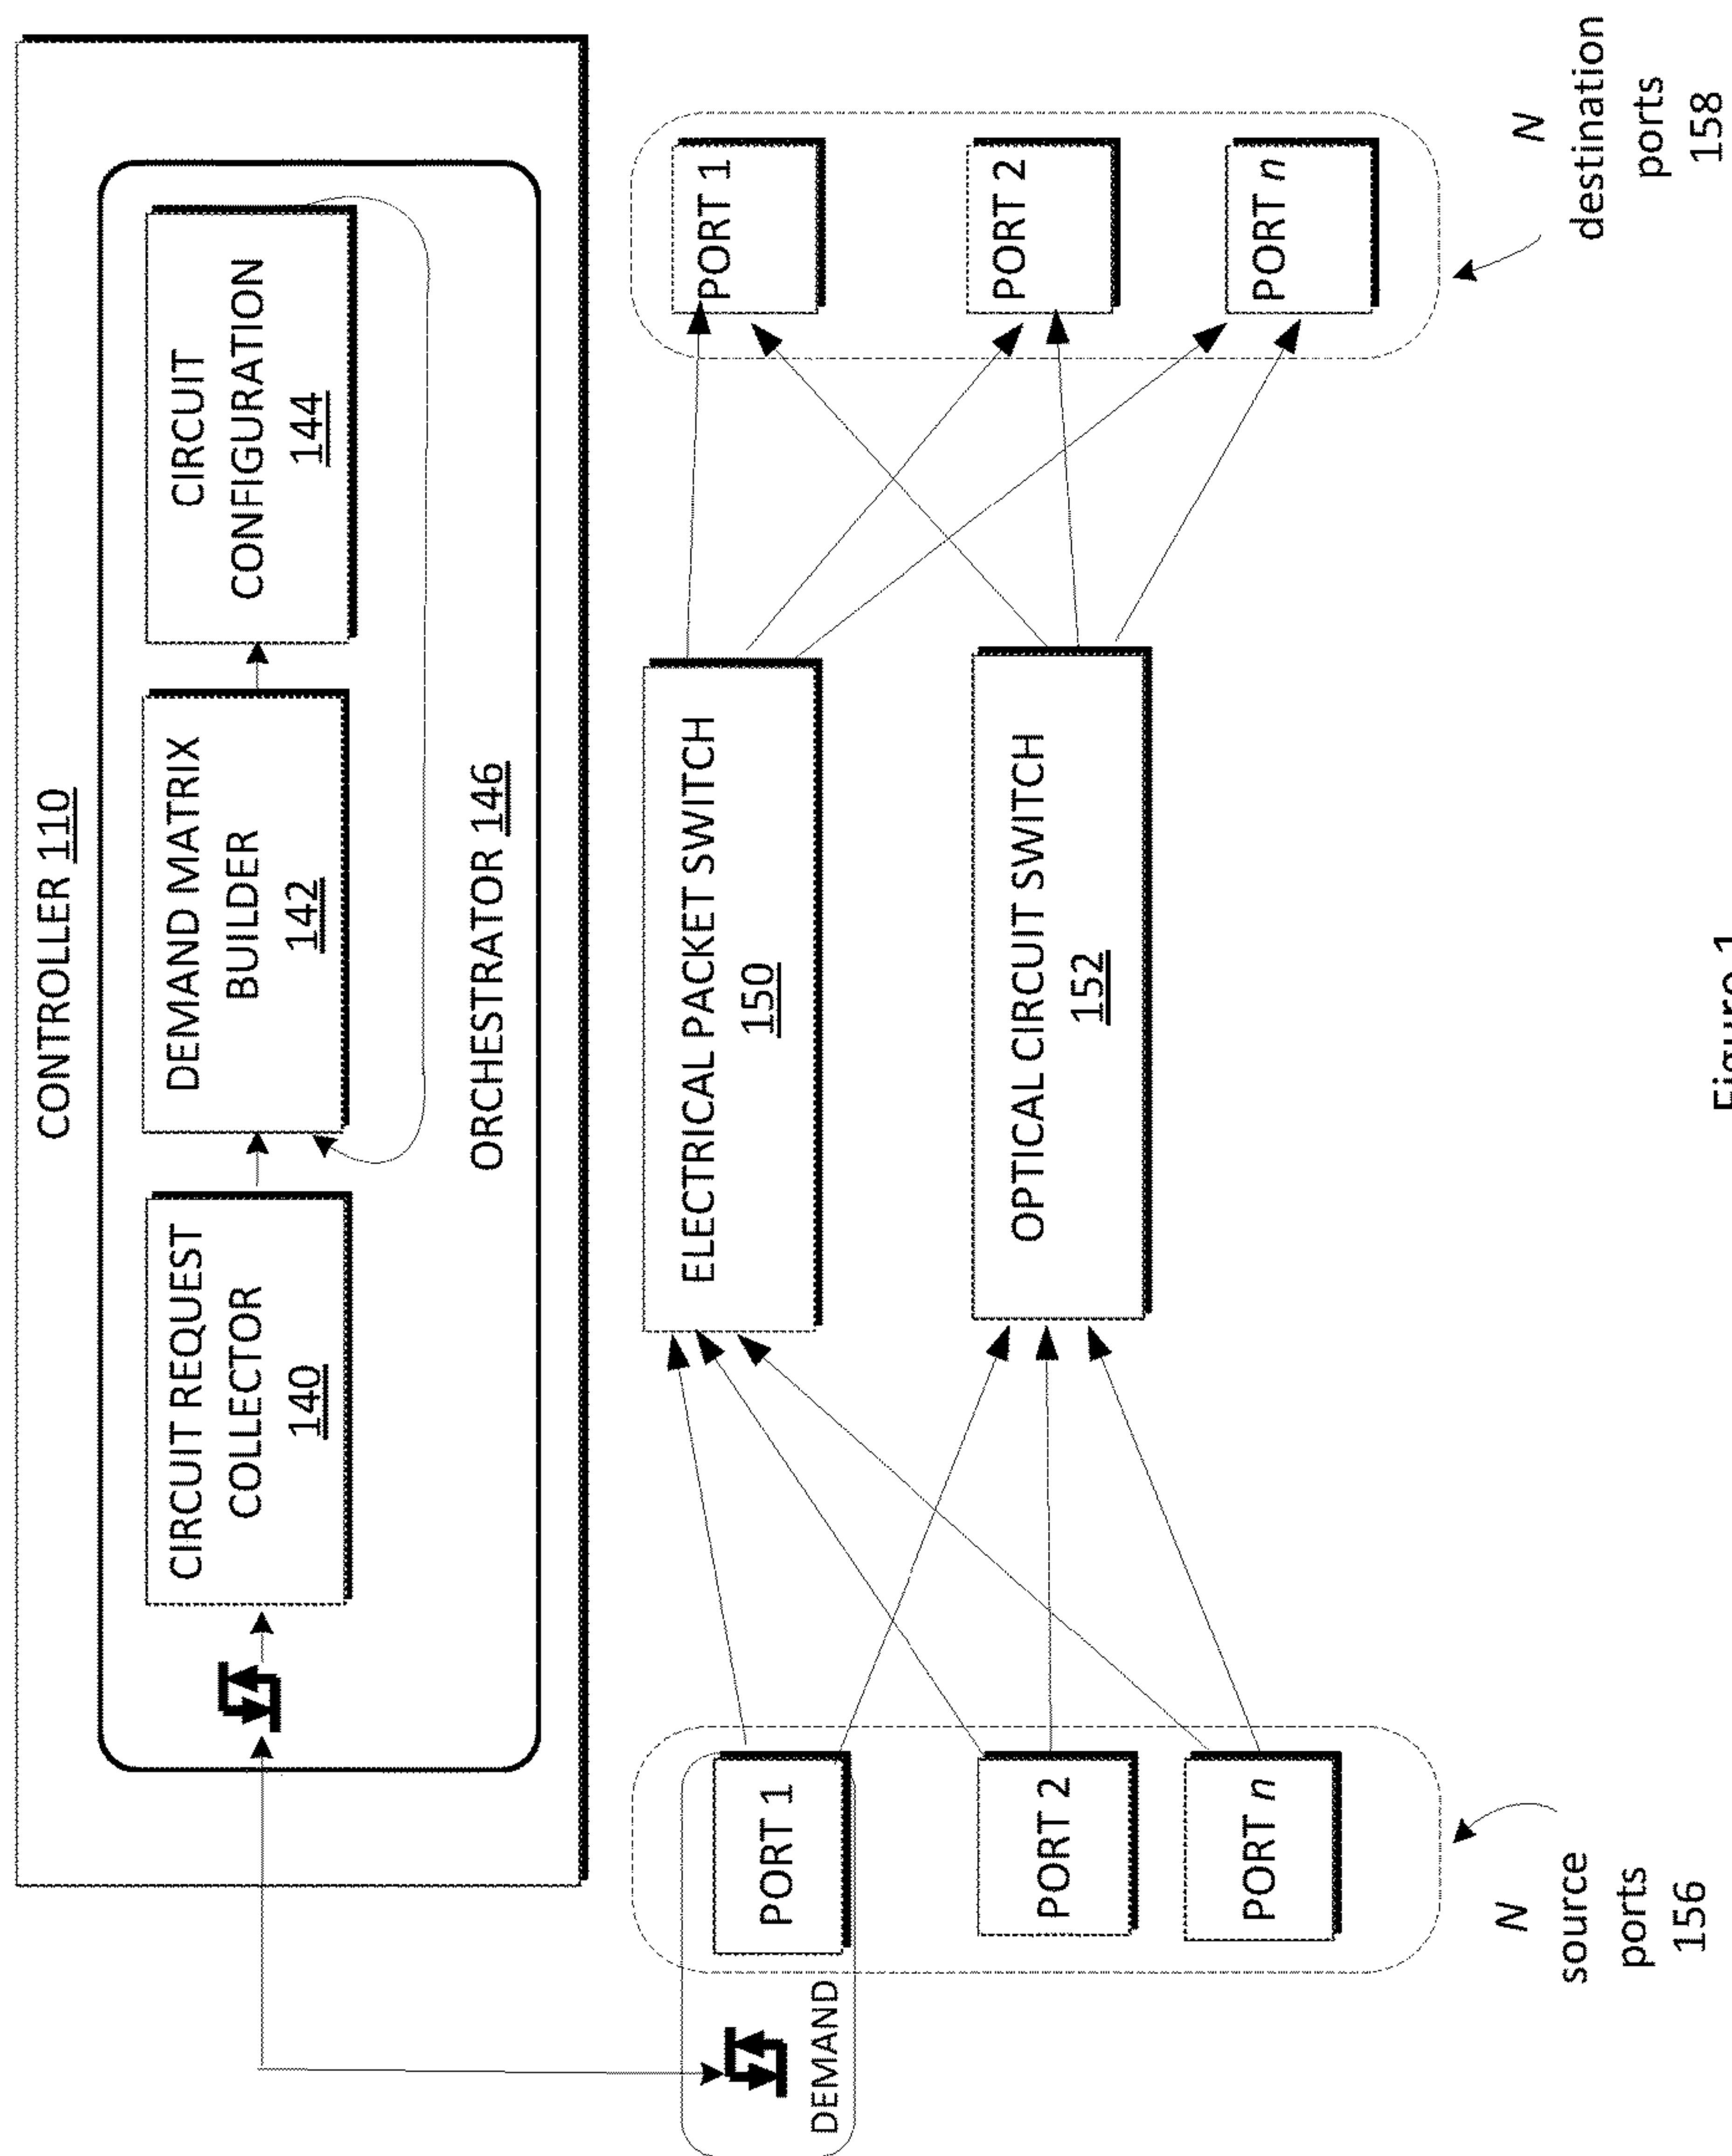 CONTROLLER 110
CIRCUIT REQUEST
COLLECTOR
140
DEMAND MATRIX
BUILDER
142
CIRCUIT
CONFIGURATION
144
ORCHESTRATOR 146
DEMAND
PORT 1
PORT 2
PORT n
ELECTRICAL PACKET SWITCH
150
OPTICAL CIRCUIT SWITCH
152
PORT 1
PORT 2
PORT n
N
source
ports
156
N
destination
ports
158
Figure 1